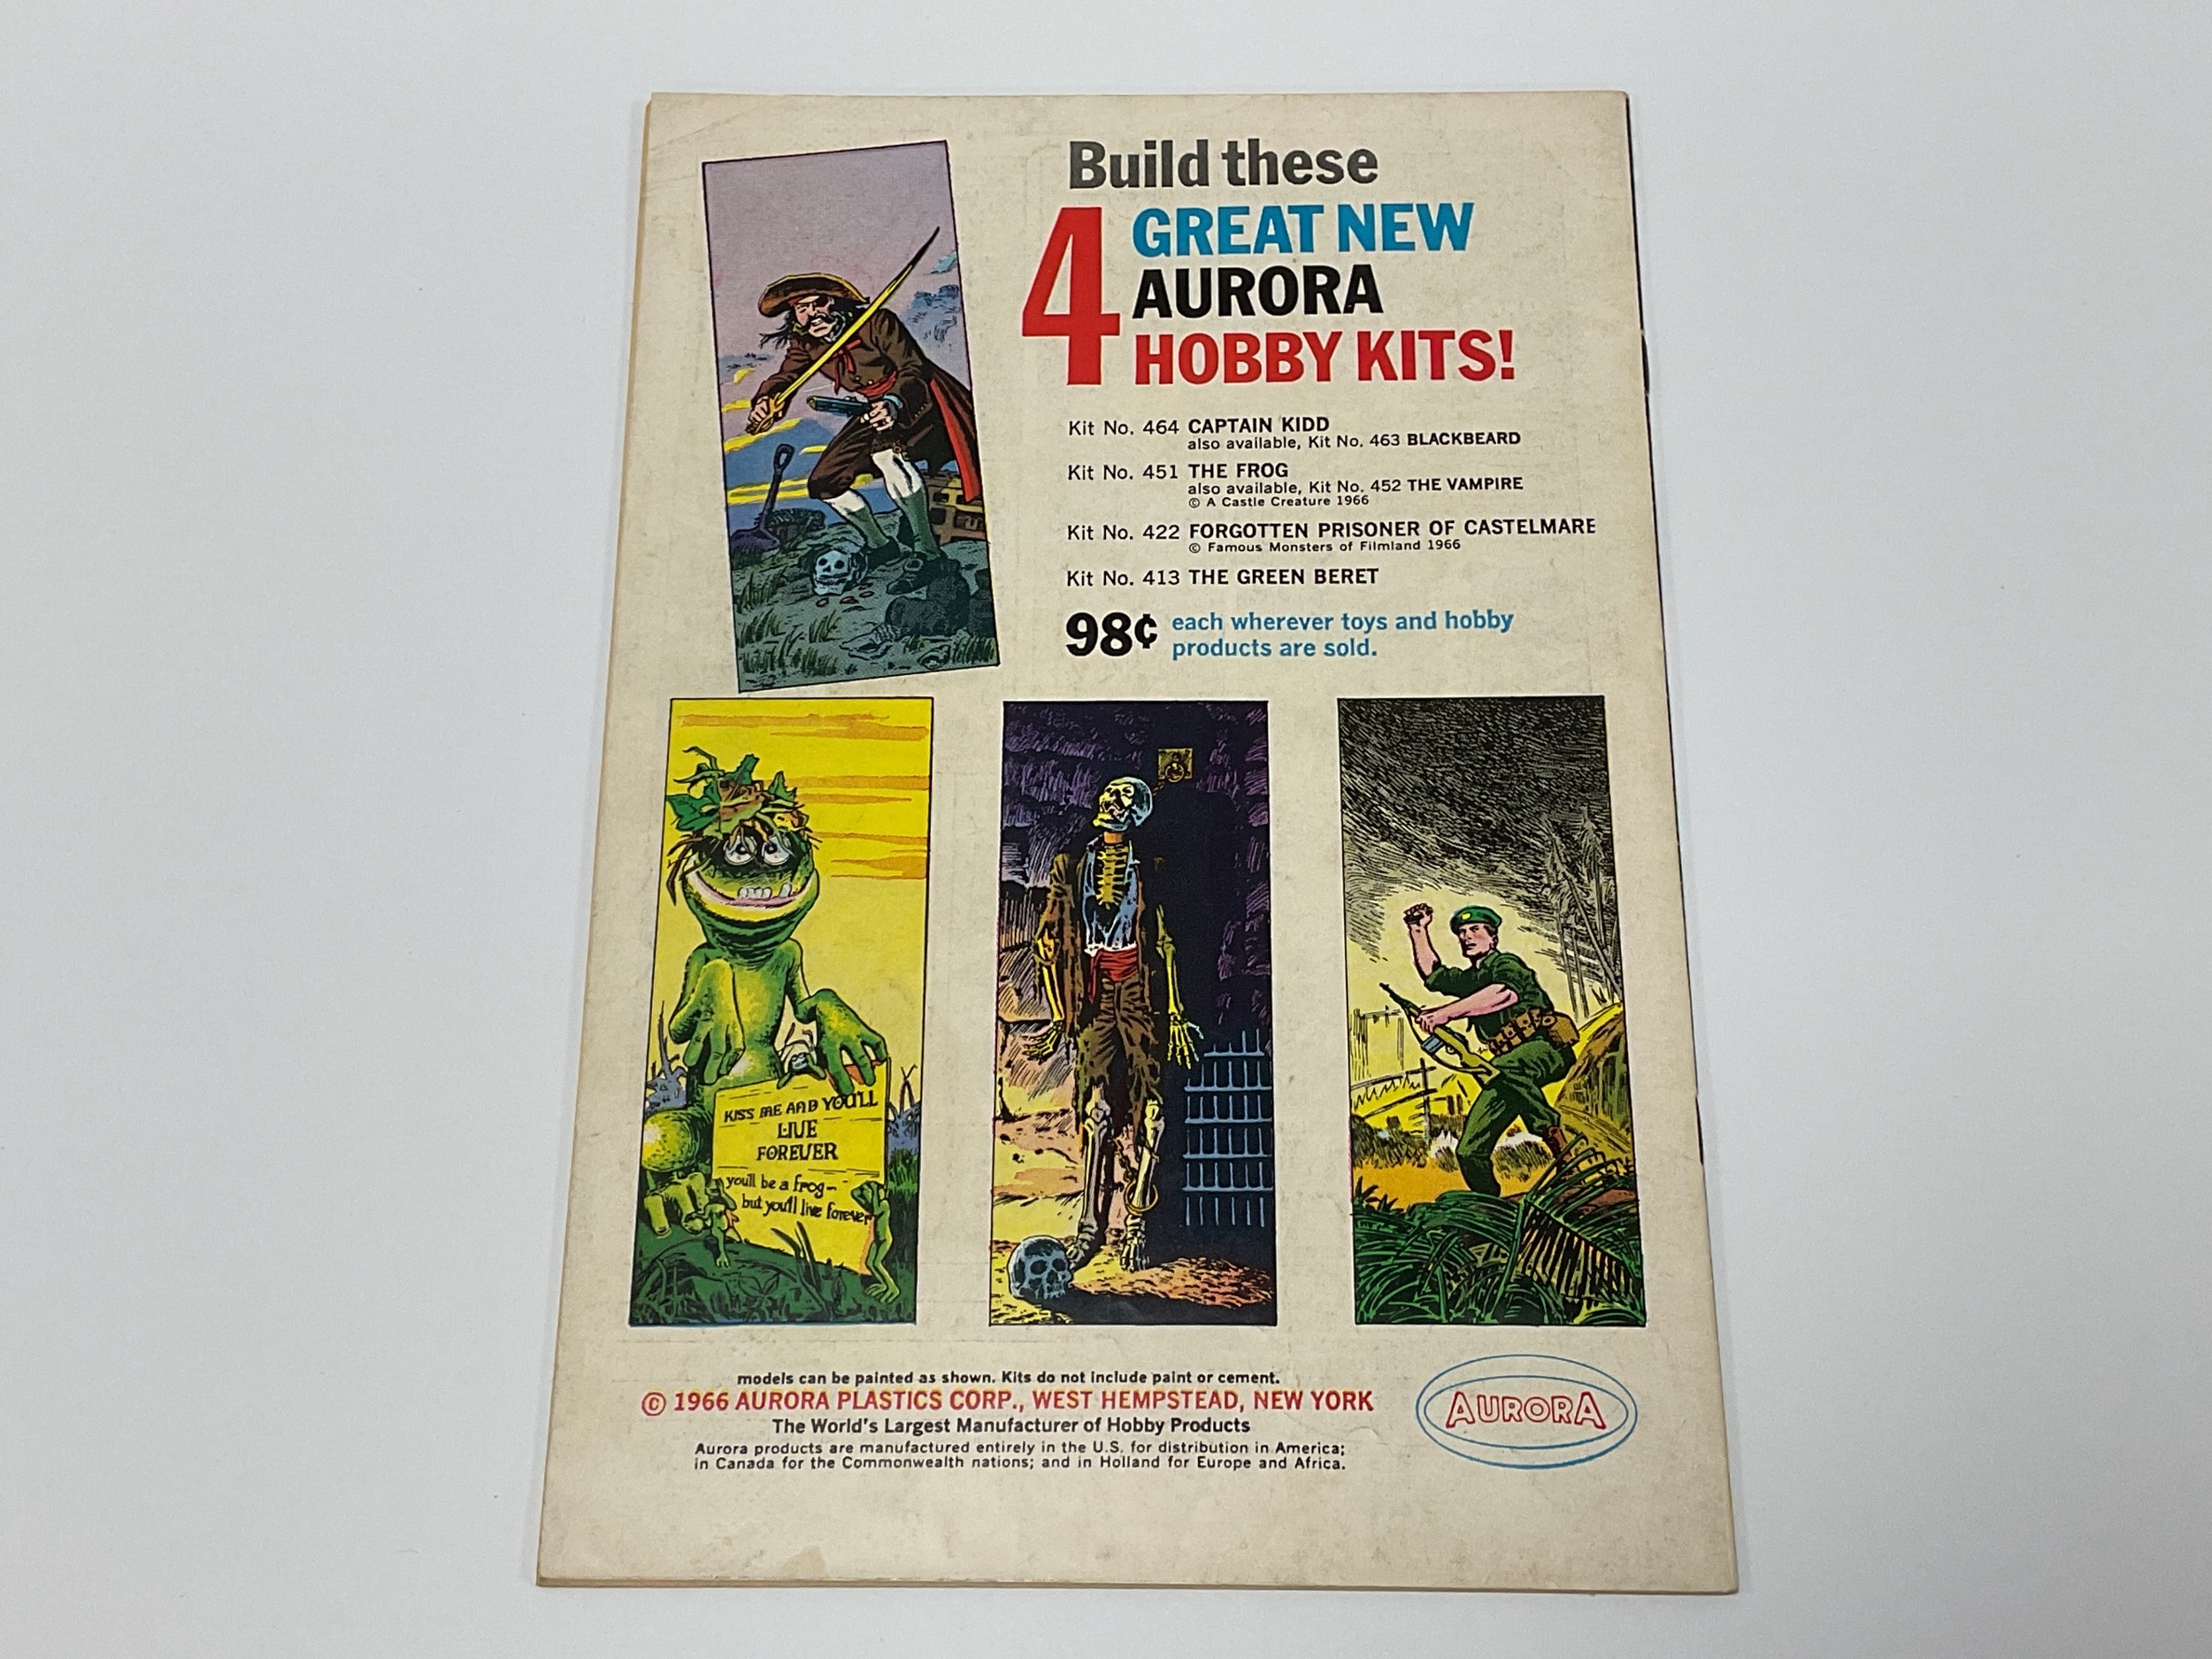 Build these
4 GREAT NEW
AURORA
HOBBY KITS!
Kit No. 464 CAPTAIN KIDD
also available, Kit No. 463 BLACKBEARD
Kit No. 451 THE FROG
also available, Kit No. 452 THE VAMPIRE
© A Castle Creature 1966
Kit No. 422 FORGOTTEN PRISONER OF CASTELMARE
© Famous Monsters of Filmland 1966
Kit No. 413 THE GREEN BERET
98¢ each wherever toys and hobby
products are sold.
KISS ME AND YOU'LL
LIVE
FOREVER
you'll be a frog-
but you'll live forever
models can be painted as shown. Kits do not include paint or cement.
© 1966 AURORA PLASTICS CORP., WEST HEMPSTEAD, NEW YORK
The World's Largest Manufacturer of Hobby Products
Aurora products are manufactured entirely in the U.S. for distribution in America;
in Canada for the Commonwealth nations; and in Holland for Europe and Africa.
AURORA